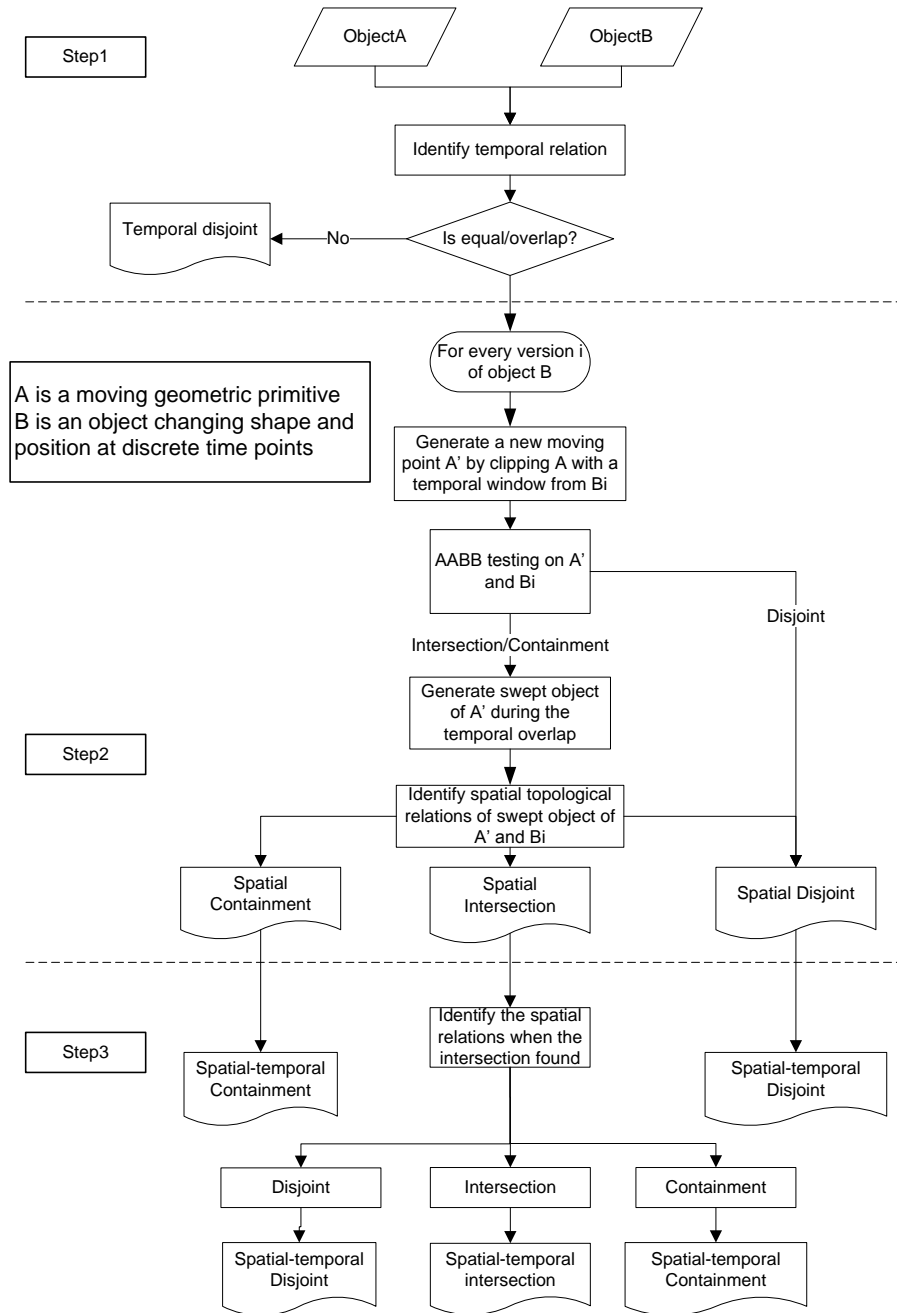 ObjectA
ObjectB
Step1
Identify temporal relation
Temporal disjoint
No
Is equal/overlap?
For every version i
of object B
A is a moving geometric primitive
B is an object changing shape and
position at discrete time points
Generate a new moving
point A’ by clipping A with a
temporal window from Bi
AABB testing on A’
and Bi
Disjoint
Intersection/Containment
Generate swept object
of A’ during the
temporal overlap
Step2
Identify spatial topological
relations of swept object of
A’ and Bi
Spatial
Containment
Spatial
Intersection
Spatial Disjoint
Step3
Identify the spatial
relations when the
intersection found
Spatial-temporal
Containment
Spatial-temporal
Disjoint
Disjoint
Intersection
Containment
Spatial-temporal
Disjoint
Spatial-temporal
intersection
Spatial-temporal
Containment